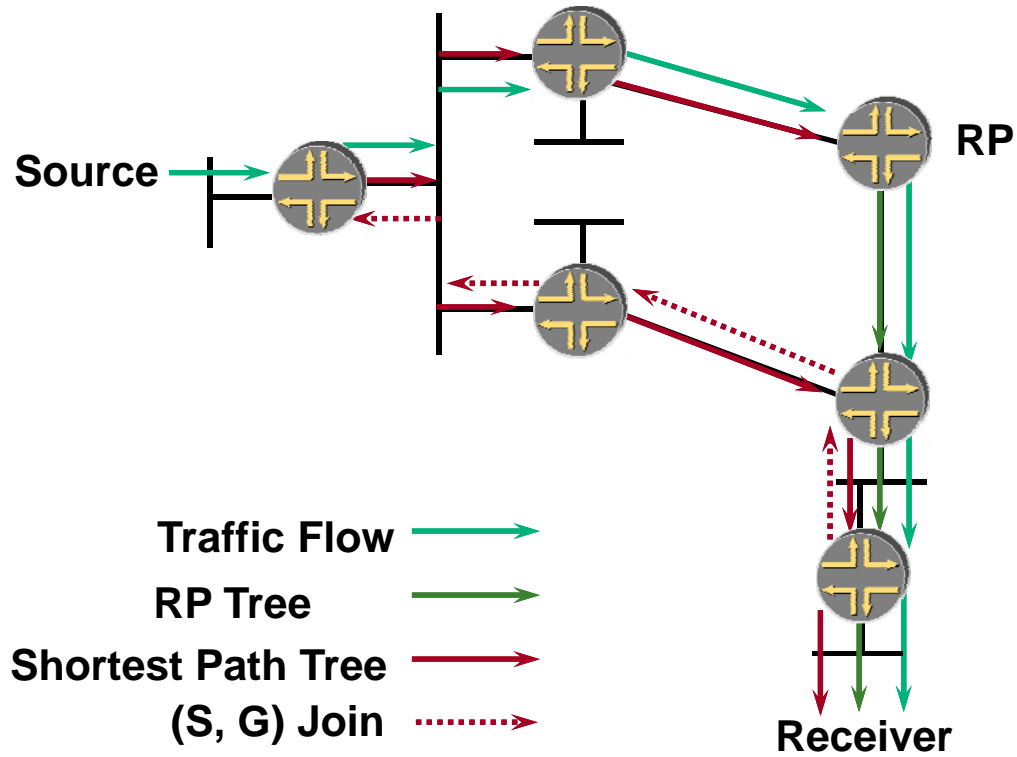 RP
Source
Traffic Flow
RP Tree
Shortest Path Tree
(S, G) Join
Receiver